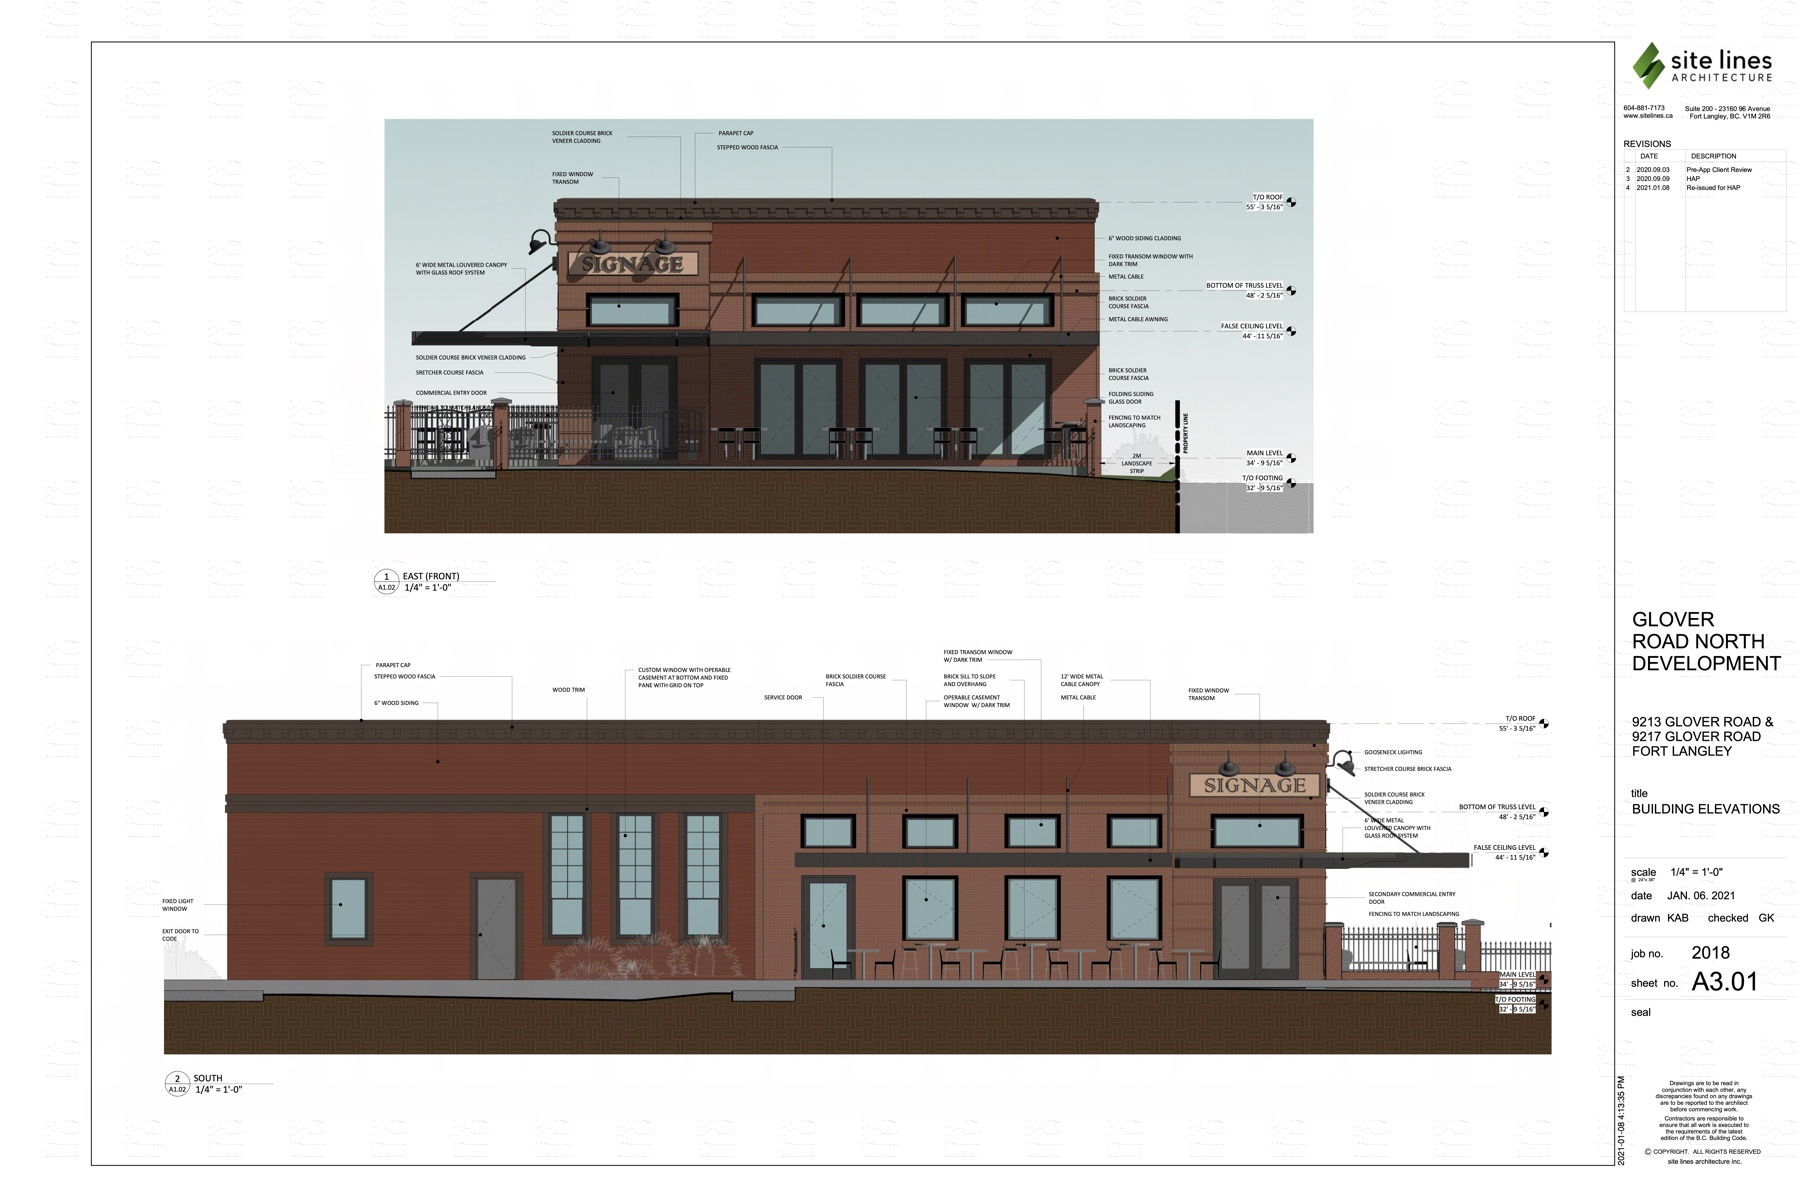 site lines
ARCHITECTURE
604-881-7173
www.sitelines.ca
Suite 200 - 23160 96 Avenue
Fort Langley, BC. V1M 2R6
REVISIONS
DATE DESCRIPTION
2 2020.09.03 Pre-App Client Review
3 2020.09.09 HAP
4 2021.01.08 Re-issued for HAP
SOLDIER COURSE BRICK
VENEER CLADDING
PARAPET CAP
STEPPED WOOD FASCIA
FIXED WINDOW
TRANSOM
6' WIDE METAL LOUVERED CANOPY
WITH GLASS ROOF SYSTEM
SIGNAGE
SOLDIER COURSE BRICK VENEER CLADDING
SRETCHER COURSE FASCIA
COMMERCIAL ENTRY DOOR
6" WOOD SIDING CLADDING
FIXED TRANSOM WINDOW WITH
DARK TRIM
METAL CABLE
BRICK SOLDIER
COURSE FASCIA
METAL CABLE AWNING
BRICK SOLDIER
COURSE FASCIA
FOLDING SLIDING
GLASS DOOR
FENCING TO MATCH
LANDSCAPING
2M
LANDSCAPE
STRIP
PROPERTY LINE
T/O ROOF
55' - 3 5/16"
BOTTOM OF TRUSS LEVEL
48' - 2 5/16"
FALSE CEILING LEVEL
44' - 11 5/16"
MAIN LEVEL
34' - 9 5/16"
T/O FOOTING
32' - 9 5/16"
1
A1.02
EAST (FRONT)
1/4" = 1'-0"
PARAPET CAP
STEPPED WOOD FASCIA
6" WOOD SIDING
WOOD TRIM
CUSTOM WINDOW WITH OPERABLE
CASEMENT AT BOTTOM AND FIXED
PANE WITH GRID ON TOP
SERVICE DOOR
BRICK SOLDIER COURSE
FASCIA
FIXED TRANSOM WINDOW
W/ DARK TRIM
BRICK SILL TO SLOPE
AND OVERHANG
OPERABLE CASEMENT
WINDOW W/ DARK TRIM
12' WIDE METAL
CABLE CANOPY
METAL CABLE
FIXED WINDOW
TRANSOM
FIXED LIGHT
WINDOW
EXIT DOOR TO
CODE
SIGNAGE
GOOSENECK LIGHTING
STRETCHER COURSE BRICK FASCIA
SOLDIER COURSE BRICK
VENEER CLADDING
6' WIDE METAL
LOUVERED CANOPY WITH
GLASS ROOF SYSTEM
SECONDARY COMMERCIAL ENTRY
DOOR
FENCING TO MATCH LANDSCAPING
T/O ROOF
55' - 3 5/16"
BOTTOM OF TRUSS LEVEL
48' - 2 5/16"
FALSE CEILING LEVEL
44' - 11 5/16"
MAIN LEVEL
34' - 9 5/16"
T/O FOOTING
32' - 9 5/16"
2
A1.02
SOUTH
1/4" = 1'-0"
GLOVER
ROAD NORTH
DEVELOPMENT
9213 GLOVER ROAD &
9217 GLOVER ROAD
FORT LANGLEY
title
BUILDING ELEVATIONS
scale 1/4" = 1'-0"
@ 24"x 36"
date JAN. 06. 2021
drawn KAB checked GK
job no. 2018
sheet no. A3.01
seal
2021-01-08 4:13:35 PM
Drawings are to be read in
conjunction with each other, any
discrepancies found on any drawings
are to be reported to the architect
before commencing work.
Contractors are responsible to
ensure that all work is executed to
the requirements of the latest
edition of the B.C. Building Code.
© COPYRIGHT. ALL RIGHTS RESERVED
site lines architecture inc.